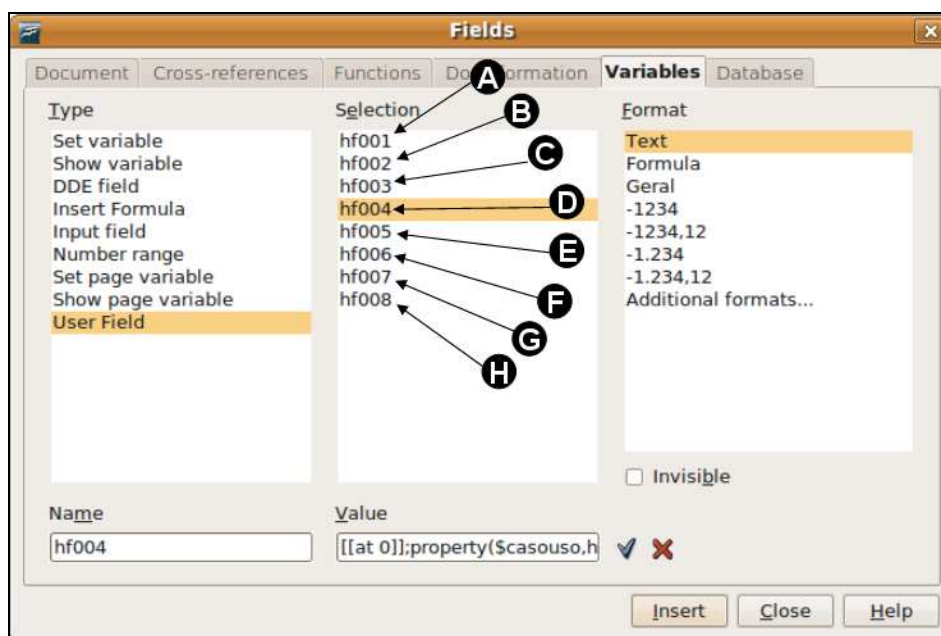 Fields
Document Cross-references Functions Do ormation Variables Database
Type Selection Format
A
B
C
D
E
F
G
H
Set variable
Show variable
DDE field
Insert Formula
Input field
Number range
Set page variable
Show page variable
User Field
hf001
hf002
hf003
hf004
hf005
hf006
hf007
hf008
Text
Formula
Geral
-1234
-1234,12
-1.234
-1.234,12
Additional formats...
Invisible
Name Value
hf004 [[at 0]];property($casouso,h
Insert Close Help